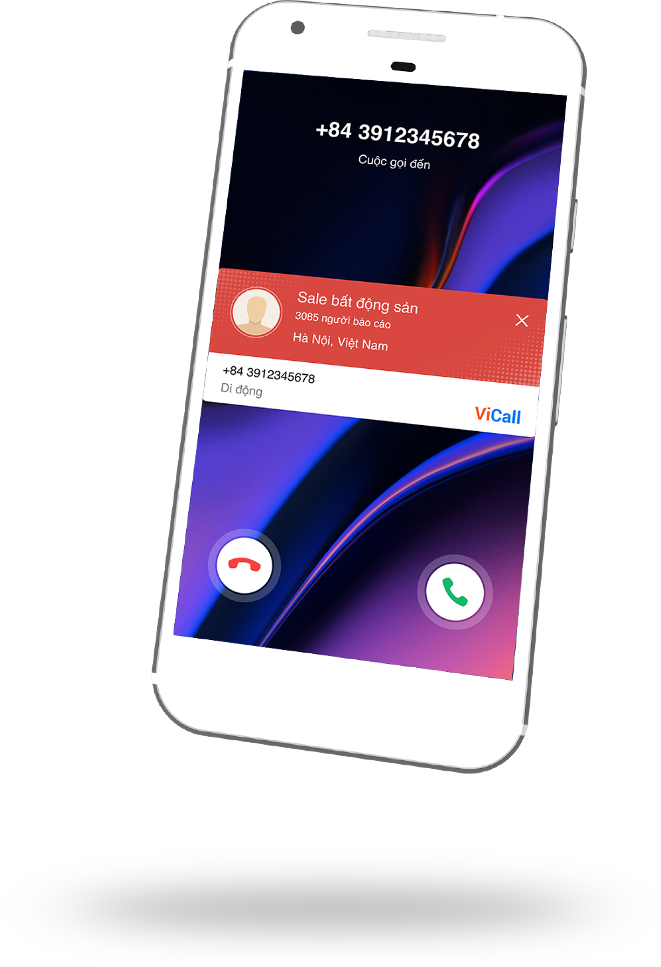 +84 3912345678
Cuộc gọi đến
Sale bất động sản
3085 người báo cáo
Hà Nội, Việt Nam
+84 3912345678
Di động
ViCall